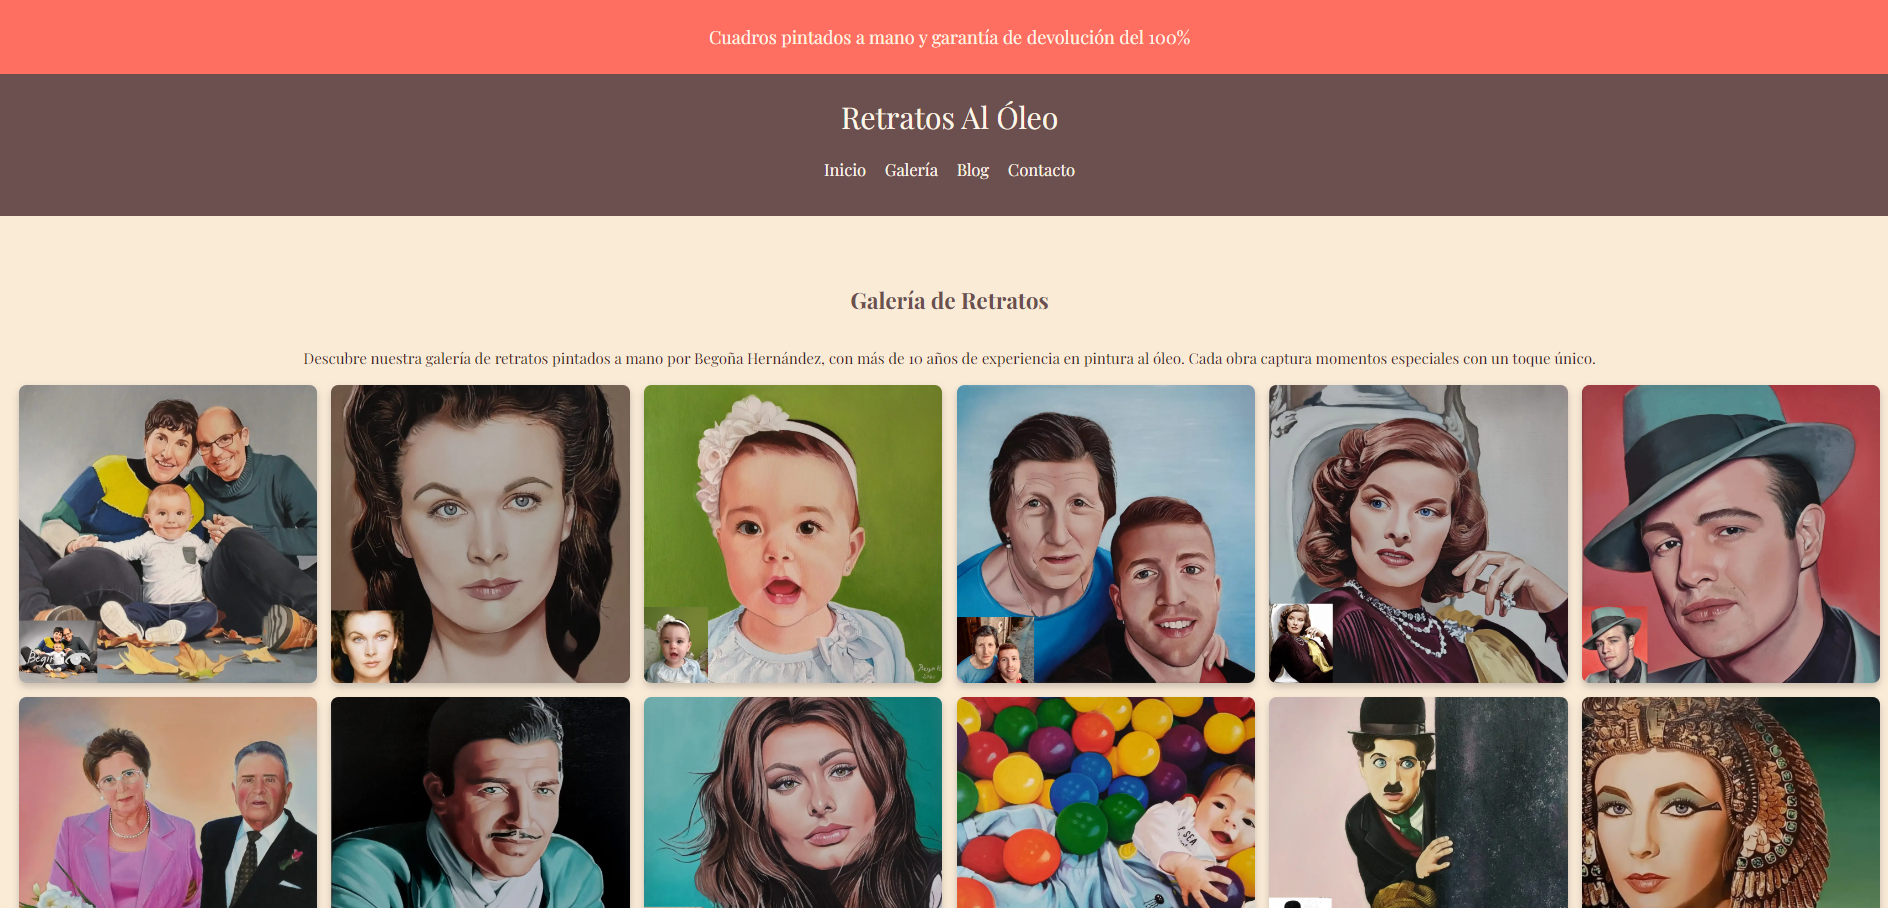 Cuadros pintados a mano y garantía de devolución del 100%
Retratos Al Óleo
Inicio Galería Blog Contacto
Galería de Retratos
Descubre nuestra galería de retratos pintados a mano por Begoña Hernández, con más de 10 años de experiencia en pintura al óleo. Cada obra captura momentos especiales con un toque único.